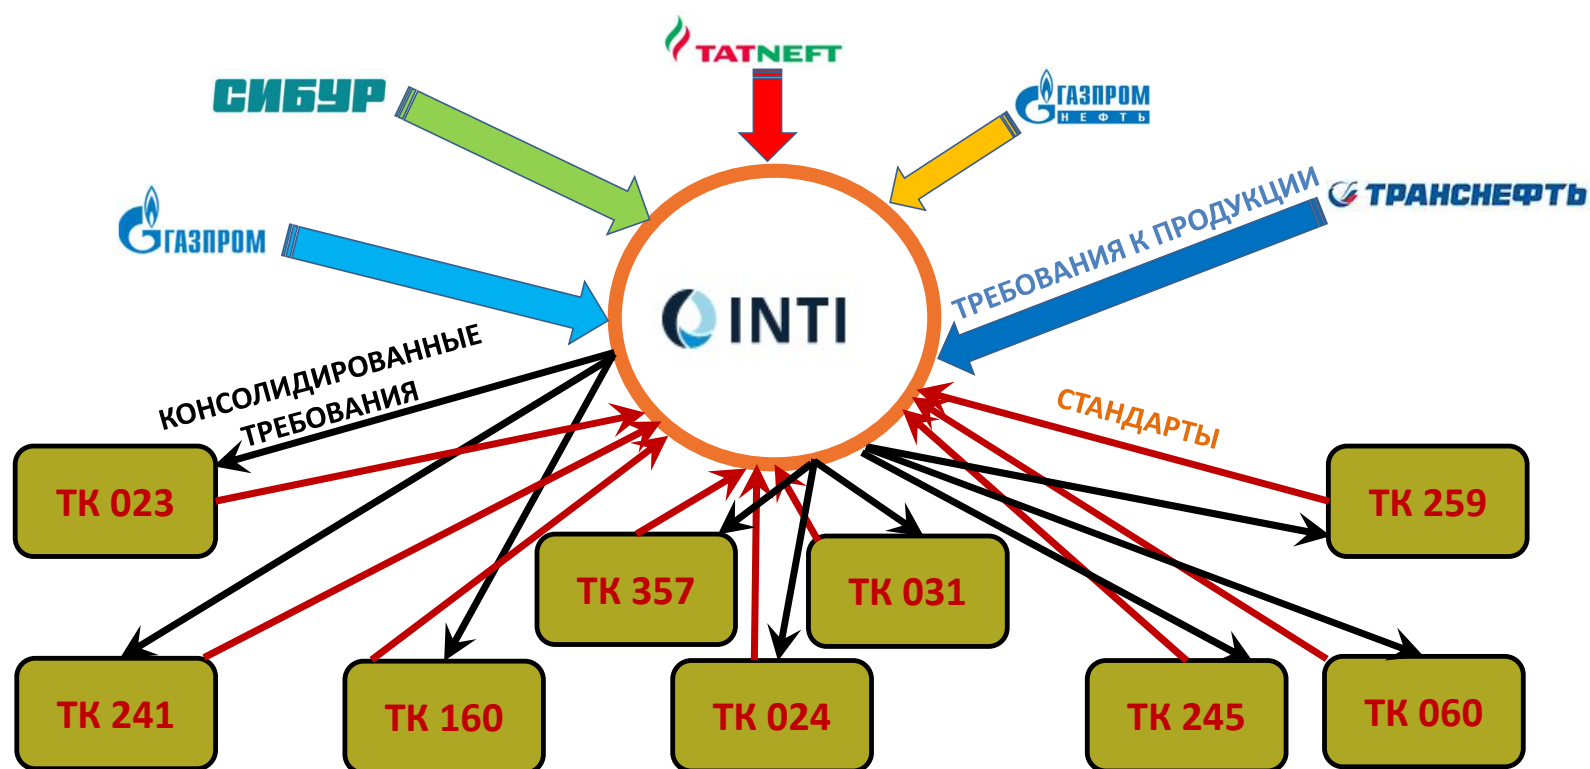 TATNEFT
СИБУР
ГАЗПРОМ
НЕФТЬ
ТРАНСНЕФТЬ
ТРЕБОВАНИЯ К ПРОДУКЦИИ
ГАЗПРОМ
INTI
КОНСОЛИДИРОВАННЫЕ
ТРЕБОВАНИЯ
СТАНДАРТЫ
ТК 023
ТК 259
ТК 357
ТК 031
ТК 241
ТК 160
ТК 024
ТК 245
ТК 060